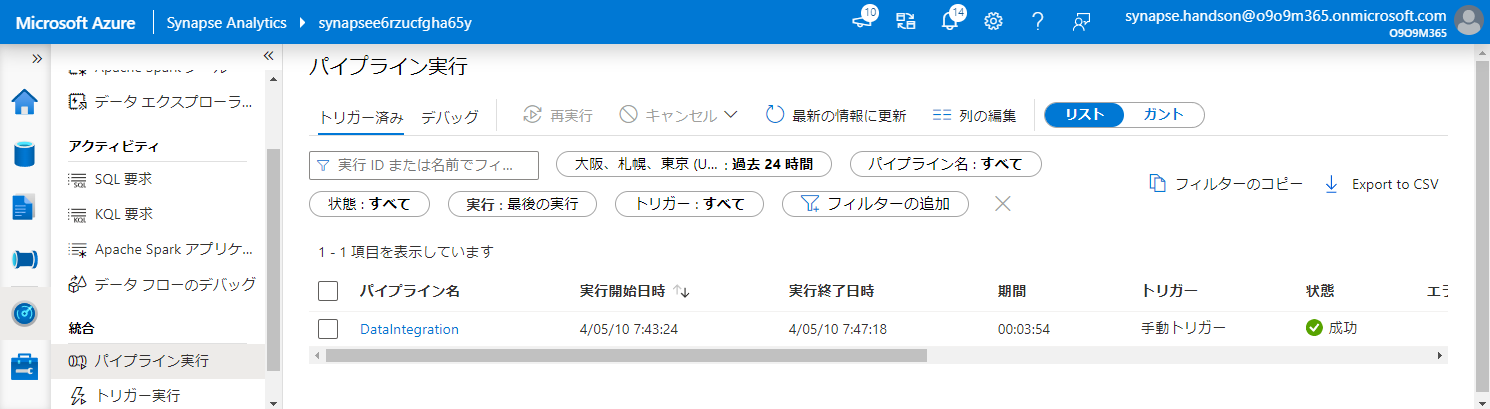 Microsoft Azure
Synapse Analytics
synapsee6rzucfgha65y
10
14
synapse.handson@o9o9m365.onmicrosoft.com
O9O9M365
データ エクスプローラ...
アクティビティ
SQL 要求
KQL 要求
Apache Spark アプリケ...
データ フローのデバッグ
統合
パイプライン実行
トリガー実行
パイプライン実行
トリガー済み デバッグ
再実行
キャンセル
最新の情報に更新
列の編集
リスト ガント
実行 ID または名前でフィ...
大阪、札幌、東京 (U... : 過去 24 時間
パイプライン名 : すべて
状態 : すべて
実行 : 最後の実行
トリガー : すべて
フィルターの追加
フィルターのコピー
Export to CSV
1 - 1 項目を表示しています
パイプライン名 実行開始日時 実行終了日時 期間 トリガー 状態 エラ
DataIntegration 4/05/10 7:43:24 4/05/10 7:47:18 00:03:54 手動トリガー 成功